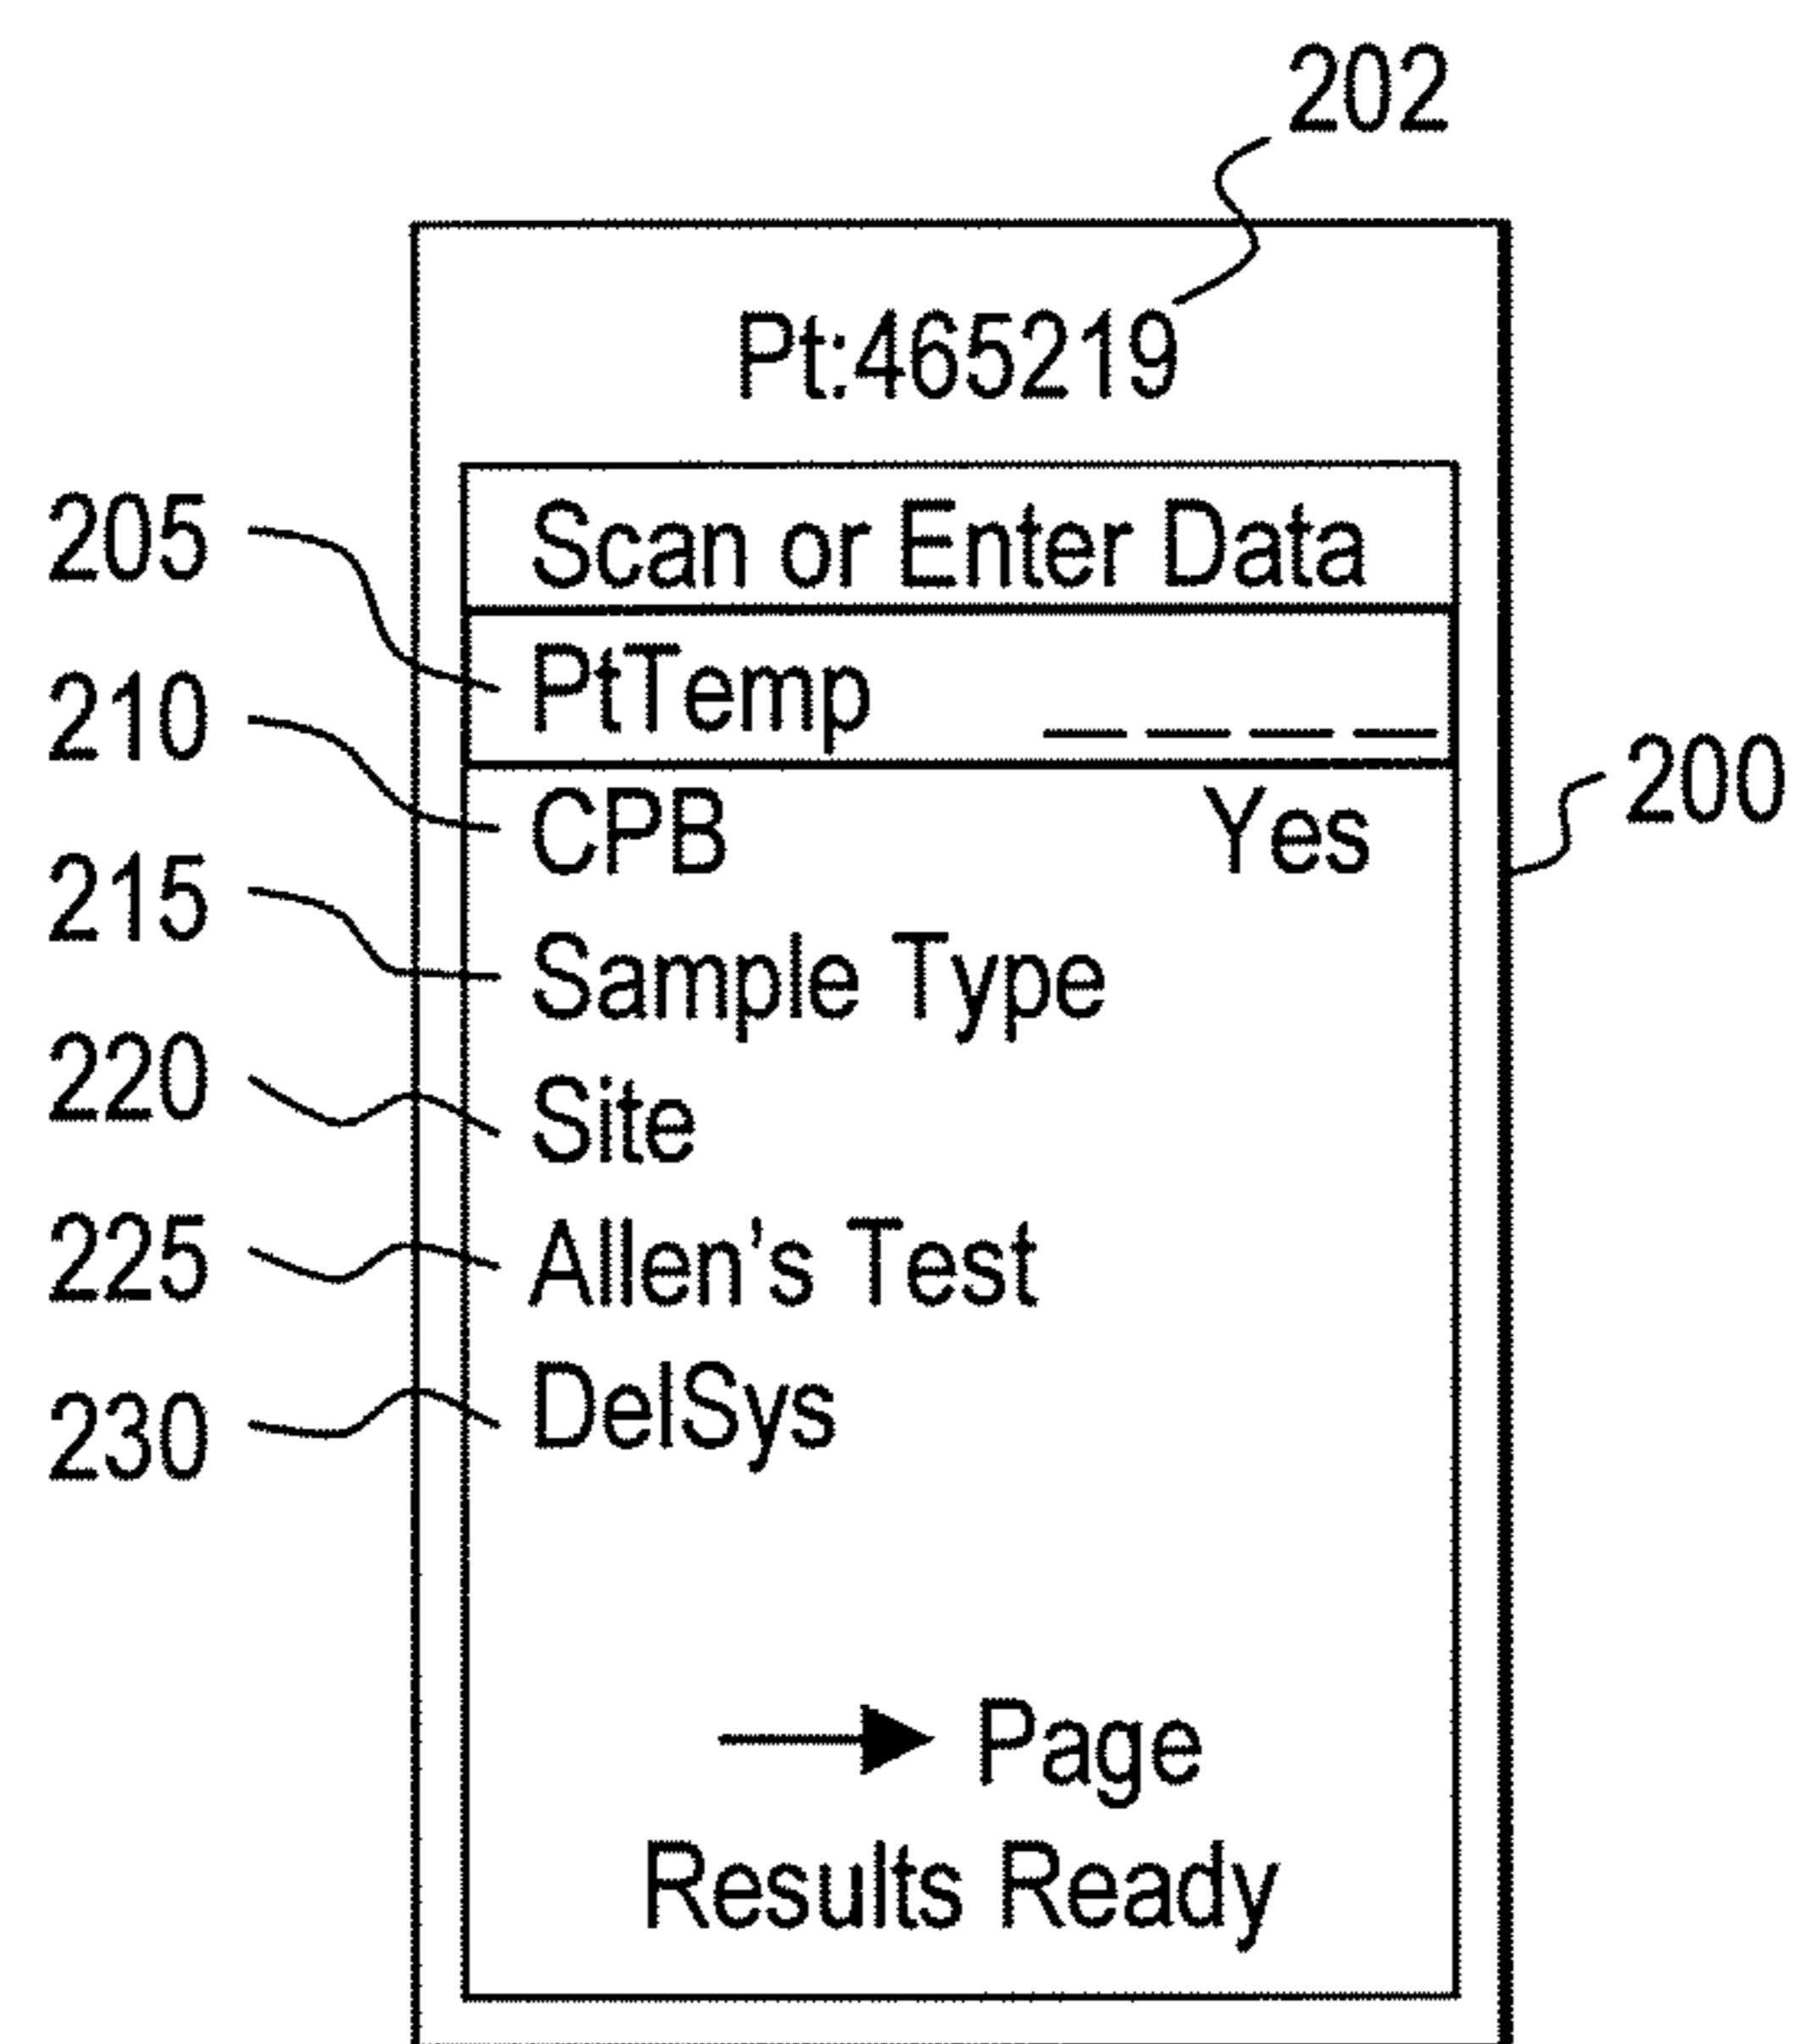 202
Pt:465219
Scan or Enter Data
205
PtTemp _ _ _ _
210
CPB Yes
200
215
Sample Type
220
Site
225
Allen's Test
230
DelSys
→ Page
Results Ready